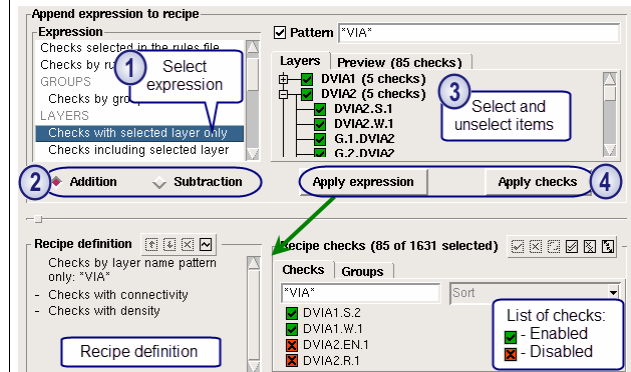 Append expression to recipe
Expression
Checks selected in the rules file
Checks by ru
GROUPS
Checks by gro
LAYERS
Checks with selected layer only
Checks including selected layer
1 Select expression
Pattern *VIA*
Layers Preview (85 checks)
DVIA1 (5 checks)
DVIA2 (5 checks)
DVIA2.S.1
DVIA2.W.1
G.1.DVIA2
G.2.DVIA2
3 Select and unselect items
2 Addition Subtraction
Apply expression Apply checks 4
Recipe definition
Checks by layer name pattern
only: *VIA*
- Checks with connectivity
- Checks with density
Recipe definition
Recipe checks (85 of 1631 selected)
Checks Groups
*VIA* Sort
DVIA1.S.2
DVIA1.W.1
DVIA2.EN.1
DVIA2.R.1
List of checks:
- Enabled
- Disabled